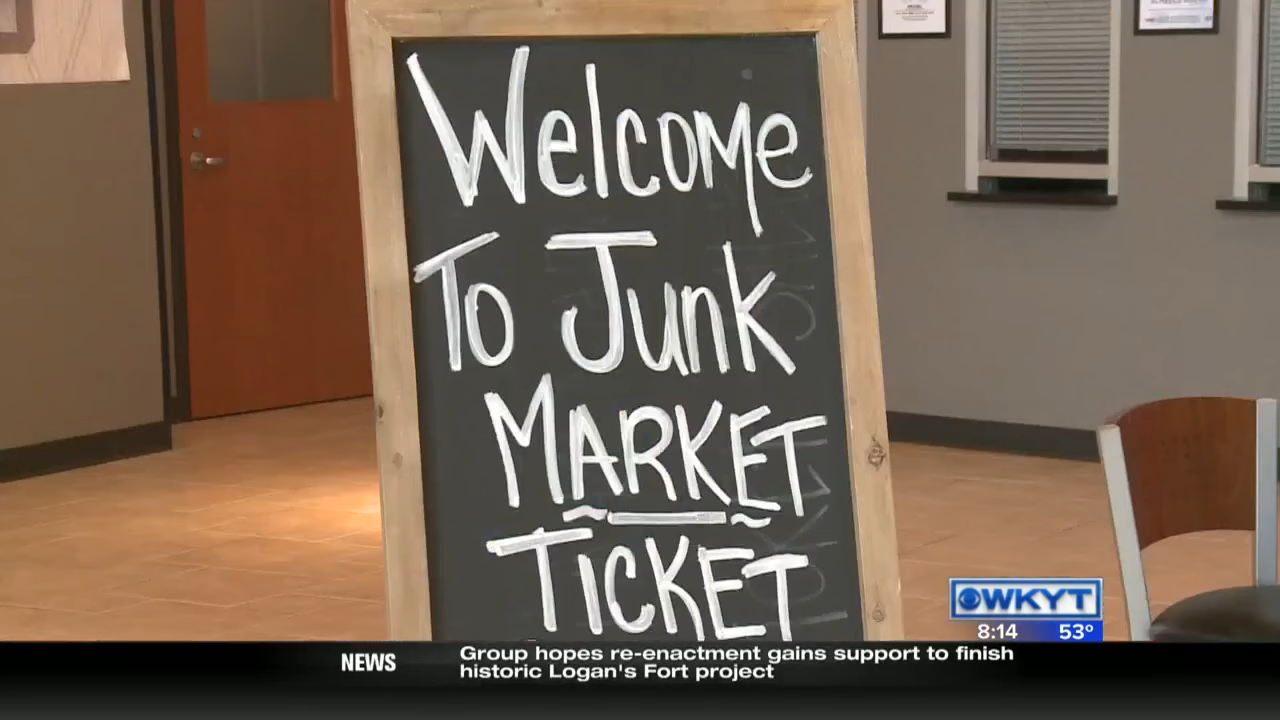 Welcome
To Junk
MARKET
TICKET
WKYT
8:14 53°
NEWS
Group hopes re-enactment gains support to finish
historic Logan's Fort project